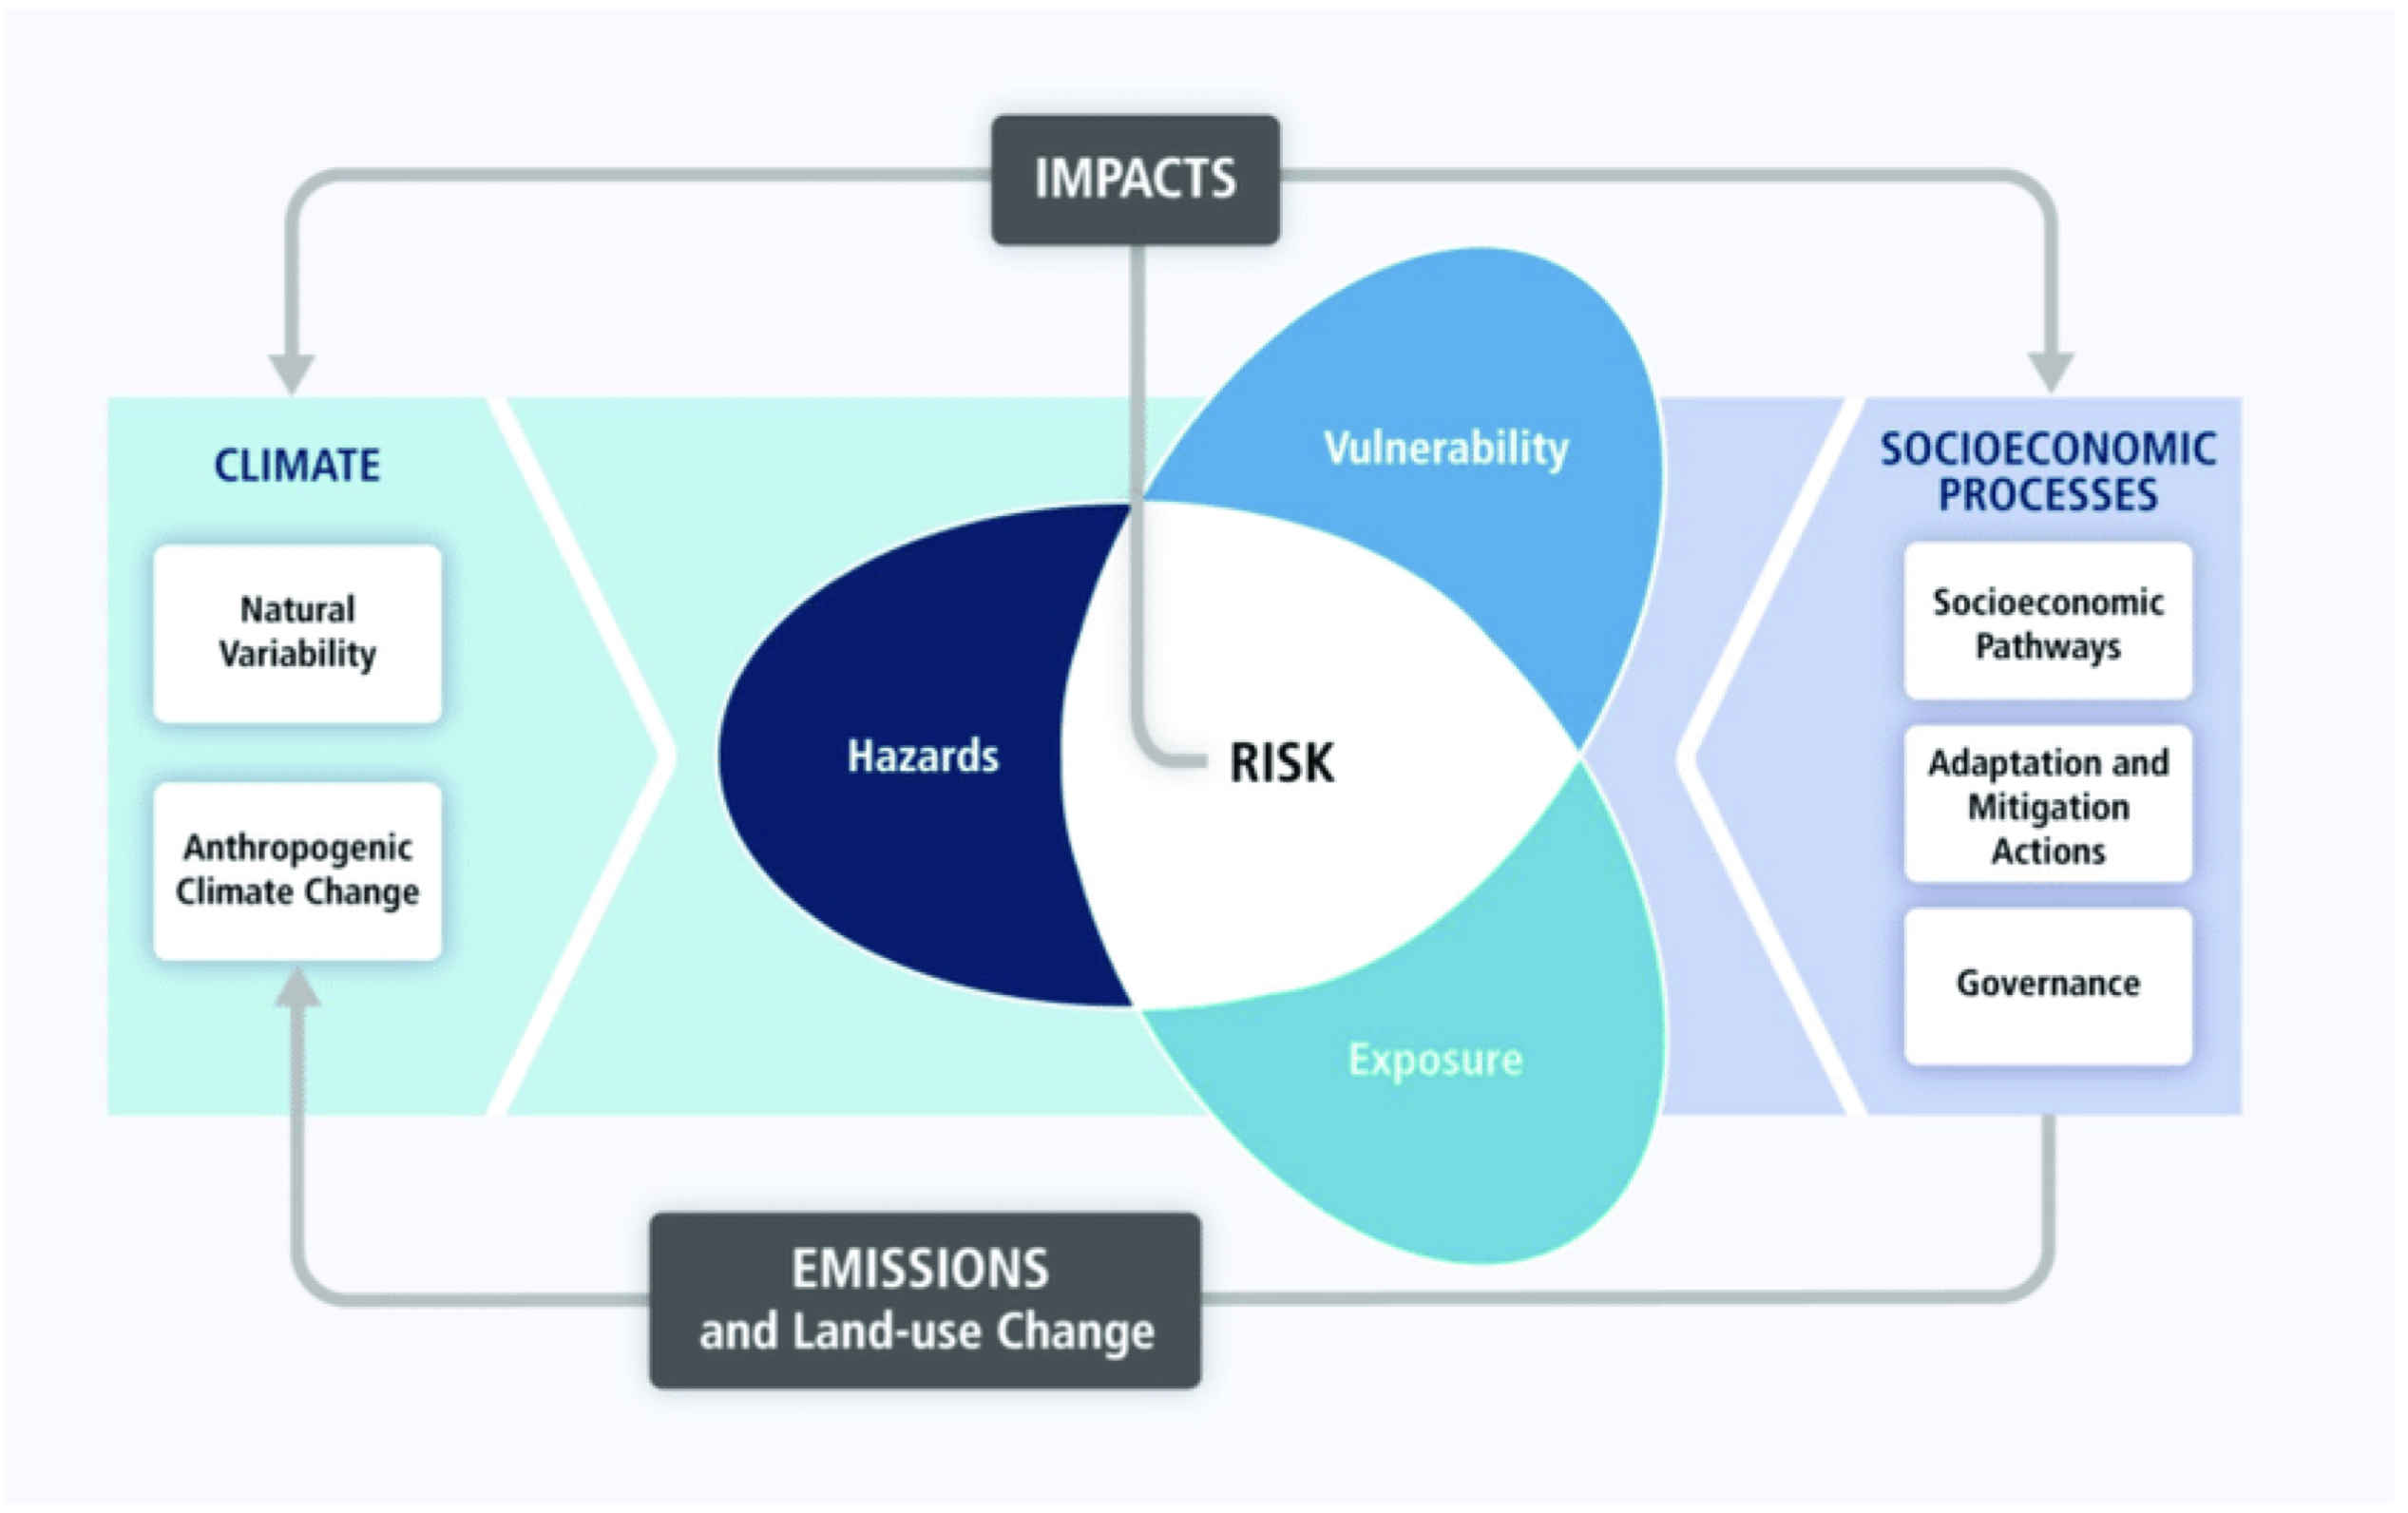 IMPACTS
CLIMATE
Natural
Variability
Anthropogenic
Climate Change
Vulnerability
Hazards
RISK
Exposure
SOCIOECONOMIC
PROCESSES
Socioeconomic
Pathways
Adaptation and
Mitigation
Actions
Governance
EMISSIONS
and Land-use Change